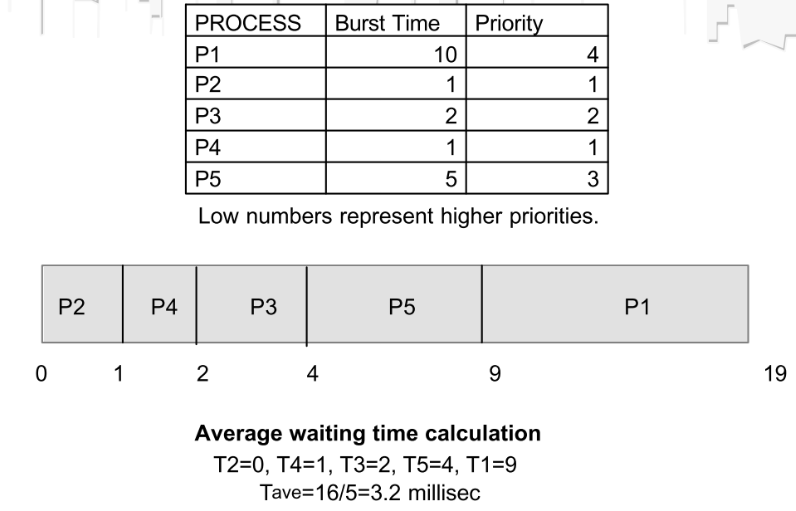 PROCESS Burst Time Priority
P1 10 4
P2 1 1
P3 2 2
P4 1 1
P5 5 3
Low numbers represent higher priorities.
P2 P4 P3 P5 P1
0 1 2 4 9 19
Average waiting time calculation
T2=0, T4=1, T3=2, T5=4, T1=9
Tave=16/5=3.2 millisec